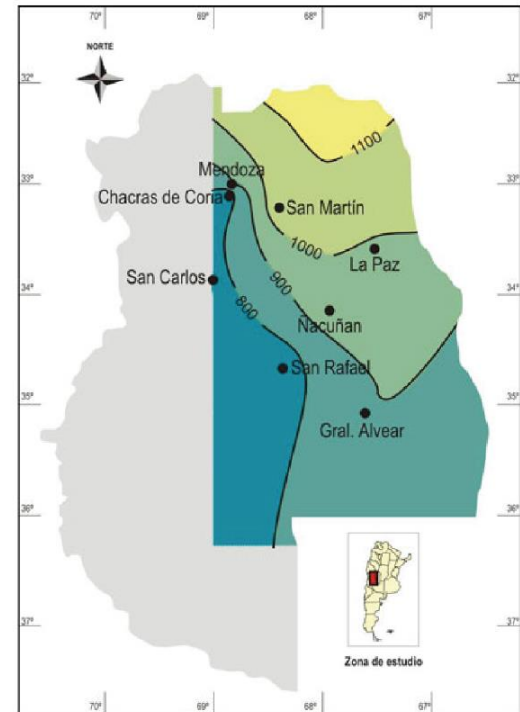 70°
69°
68°
67°
NORTE
32°
32°
1100
33°
33°
Mendoza
Chacras de Coria
San Martín
1000
La Paz
San Carlos
900
34°
34°
800
Ñacuñan
San Rafael
35°
35°
Gral. Alvear
36°
36°
37°
37°
Zona de estudio
70°
69°
68°
67°